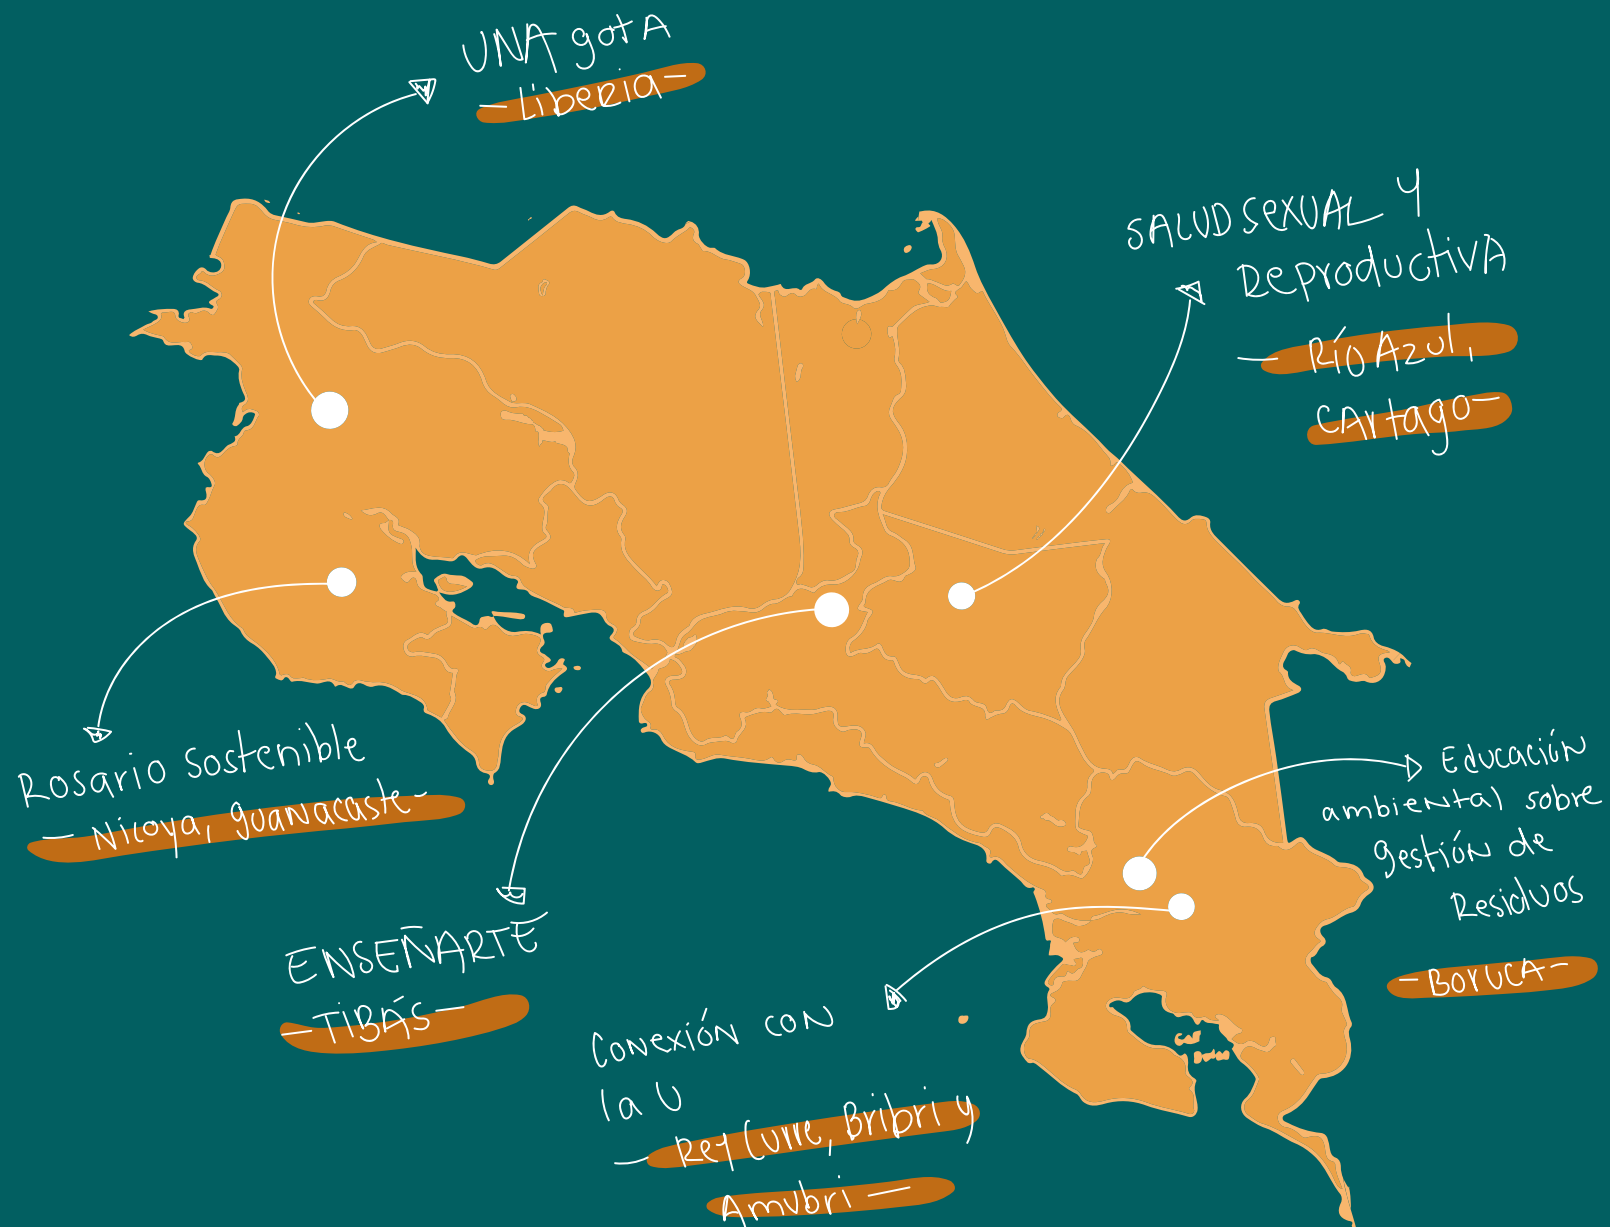 UNA gota
- Liberia -
SALUD SEXUAL Y
Reproductiva
- Río Azul,
Cartago -
Rosario Sostenible
- Nicoya, guanacaste -
ENSEÑARTE
- TIBÁS -
Conexión con
la U
- Rey Curre, Bribri y
Amubri -
Educación
ambiental sobre
gestión de
Residuos
- Boruca -